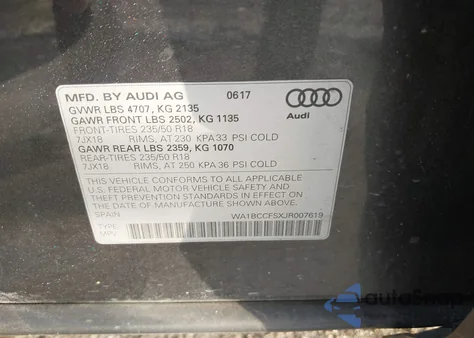 MFD. BY AUDI AG 0617
GVWR LBS 4707, KG 2135
GAWR FRONT LBS 2502, KG 1135
FRONT-TIRES 235/50 R18
7JX18 RIMS, AT 230 KPA 33 PSI COLD
GAWR REAR LBS 2359, KG 1070
REAR-TIRES 235/50 R18
7JX18 RIMS, AT 250 KPA 36 PSI COLD
THIS VEHICLE CONFORMS TO ALL APPLICABLE
U.S. FEDERAL MOTOR VEHICLE SAFETY AND
THEFT PREVENTION STANDARDS IN EFFECT ON
THE DATE OF MANUFACTURE SHOWN ABOVE.
SPAIN WA1BCCFSXJR007619
TYPE:
MPV
Audi
autoSwap